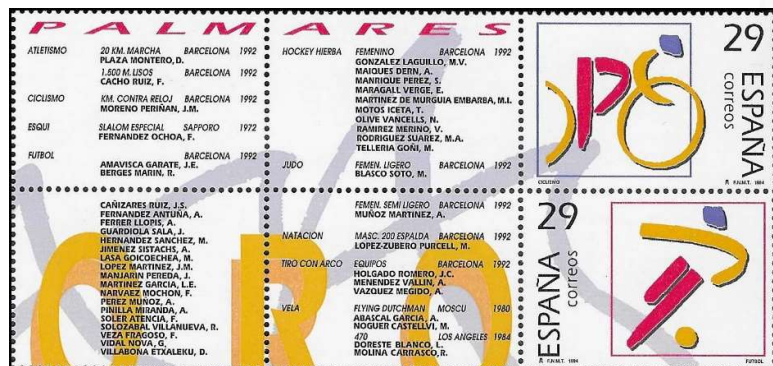 PALMARES
ATLETISMO 20 KM. MARCHA BARCELONA 1992
PLAZA MONTERO, D.
1.500 M. LISOS BARCELONA 1992
CACHO RUIZ, F.
CICLISMO KM. CONTRA RELOJ BARCELONA 1992
MORENO PERIÑAN, J.M.
ESQUI SLALOM ESPECIAL SAPPORO 1972
FERNANDEZ OCHOA, F.
FUTBOL BARCELONA 1992
AMAVISCA GARATE, J.E.
BERGES MARIN, R.
HOCKEY HIERBA FEMENINO BARCELONA 1992
GONZALEZ LAGUILLO, M.V.
MAIQUES DERN, A.
MANRIQUE PEREZ, S.
MARAGALL VERGE, E.
MARTINEZ DE MURGUIA EMBARBA, M.I.
MOTOS ICETA, T.
OLIVE VANCELLS, N.
RAMIREZ MERINO, V.
RODRIGUEZ SUAREZ, M.A.
TELLERIA GOÑI, M.
JUDO FEMEN. LIGERO BARCELONA 1992
BLASCO SOTO, M.
29
ESPAÑA
correos
CICLISMO
F.N.M.T. 1994
CAÑIZARES RUIZ, J.S.
FERNANDEZ ANTUÑA, A.
FERRER LLOPIS, A.
GUARDIOLA SALA, J.
HERNANDEZ SANCHEZ, M.
JIMENEZ SISTACHS, A.
LASA GOICOECHEA, M.
LOPEZ MARTINEZ, J.M.
MANJARIN PEREDA, J.
MARTINEZ GARCIA, L.E.
NARVAEZ MOCHON, F.
PEREZ MUÑOZ, A.
PINILLA MIRANDA, A.
SOLER ATENCIA, F.
SOLOZABAL VILLANUEVA, R.
VEZA FRAGOSO, F.
VIDAL NOVA, G,
VILLABONA ETXALEKU, D.
FEMEN. SEMI LIGERO BARCELONA 1992
MUÑOZ MARTINEZ, A.
NATACION MASC. 200 ESPALDA BARCELONA 1992
LOPEZ-ZUBERO PURCELL, M.
TIRO CON ARCO EQUIPOS BARCELONA 1992
HOLGADO ROMERO, J.C.
MENENDEZ VALLIN, A.
VAZQUEZ MEGIDO, A.
VELA FLYING DUTCHMAN MOSCU 1980
ABASCAL GARCIA, A.
NOGUER CASTELLVI, M.
470 LOS ANGELES 1984
DORESTE BLANCO, L.
MOLINA CARRASCO, R.
ORO
29
ESPAÑA
correos
F.N.M.T. 1994
FUTBOL